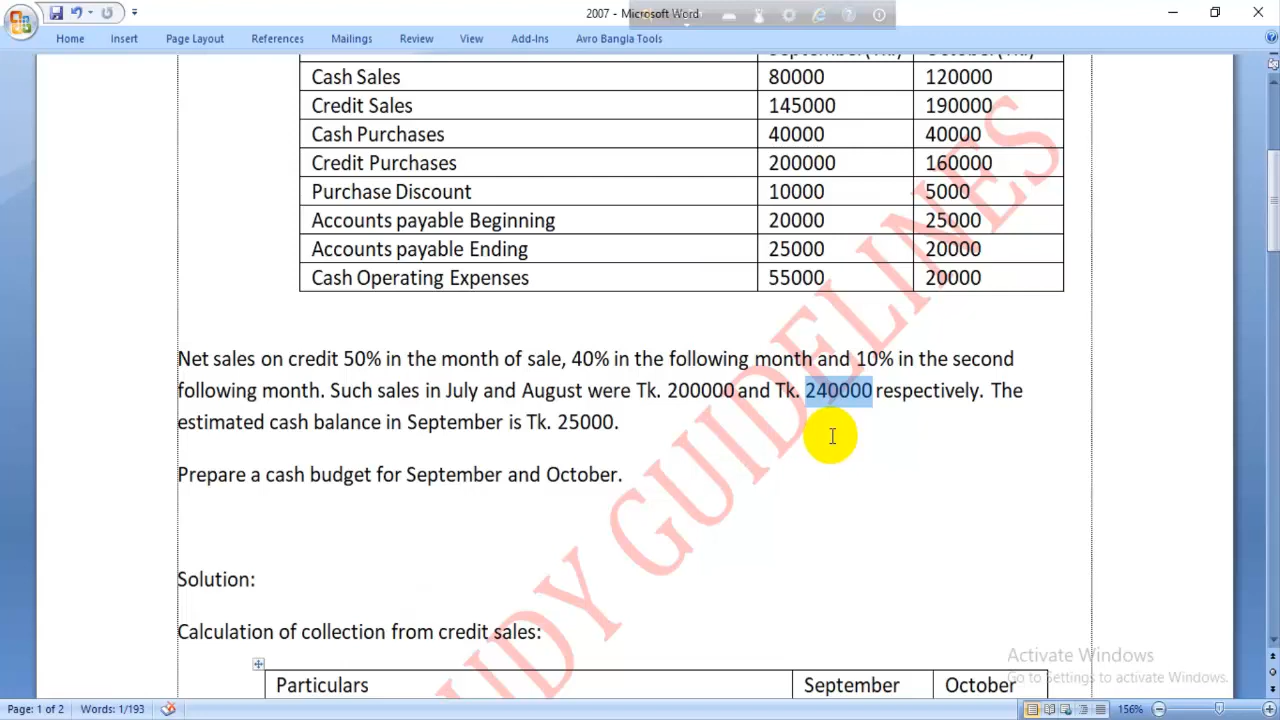 2007 - Microsoft Word
Home Insert Page Layout References Mailings Review View Add-Ins Avro Bangla Tools
September(Tk.) October(Tk.)
Cash Sales 80000 120000
Credit Sales 145000 190000
Cash Purchases 40000 40000
Credit Purchases 200000 160000
Purchase Discount 10000 5000
Accounts payable Beginning 20000 25000
Accounts payable Ending 25000 20000
Cash Operating Expenses 55000 20000
Net sales on credit 50% in the month of sale, 40% in the following month and 10% in the second
following month. Such sales in July and August were Tk. 200000 and Tk. 240000 respectively. The
estimated cash balance in September is Tk. 25000.
Prepare a cash budget for September and October.
Solution:
Calculation of collection from credit sales:
Particulars September October
UIDY GUIDELINES
Activate Windows
Go to Settings to activate Windows.
Page: 1 of 2 Words: 1/193 156%